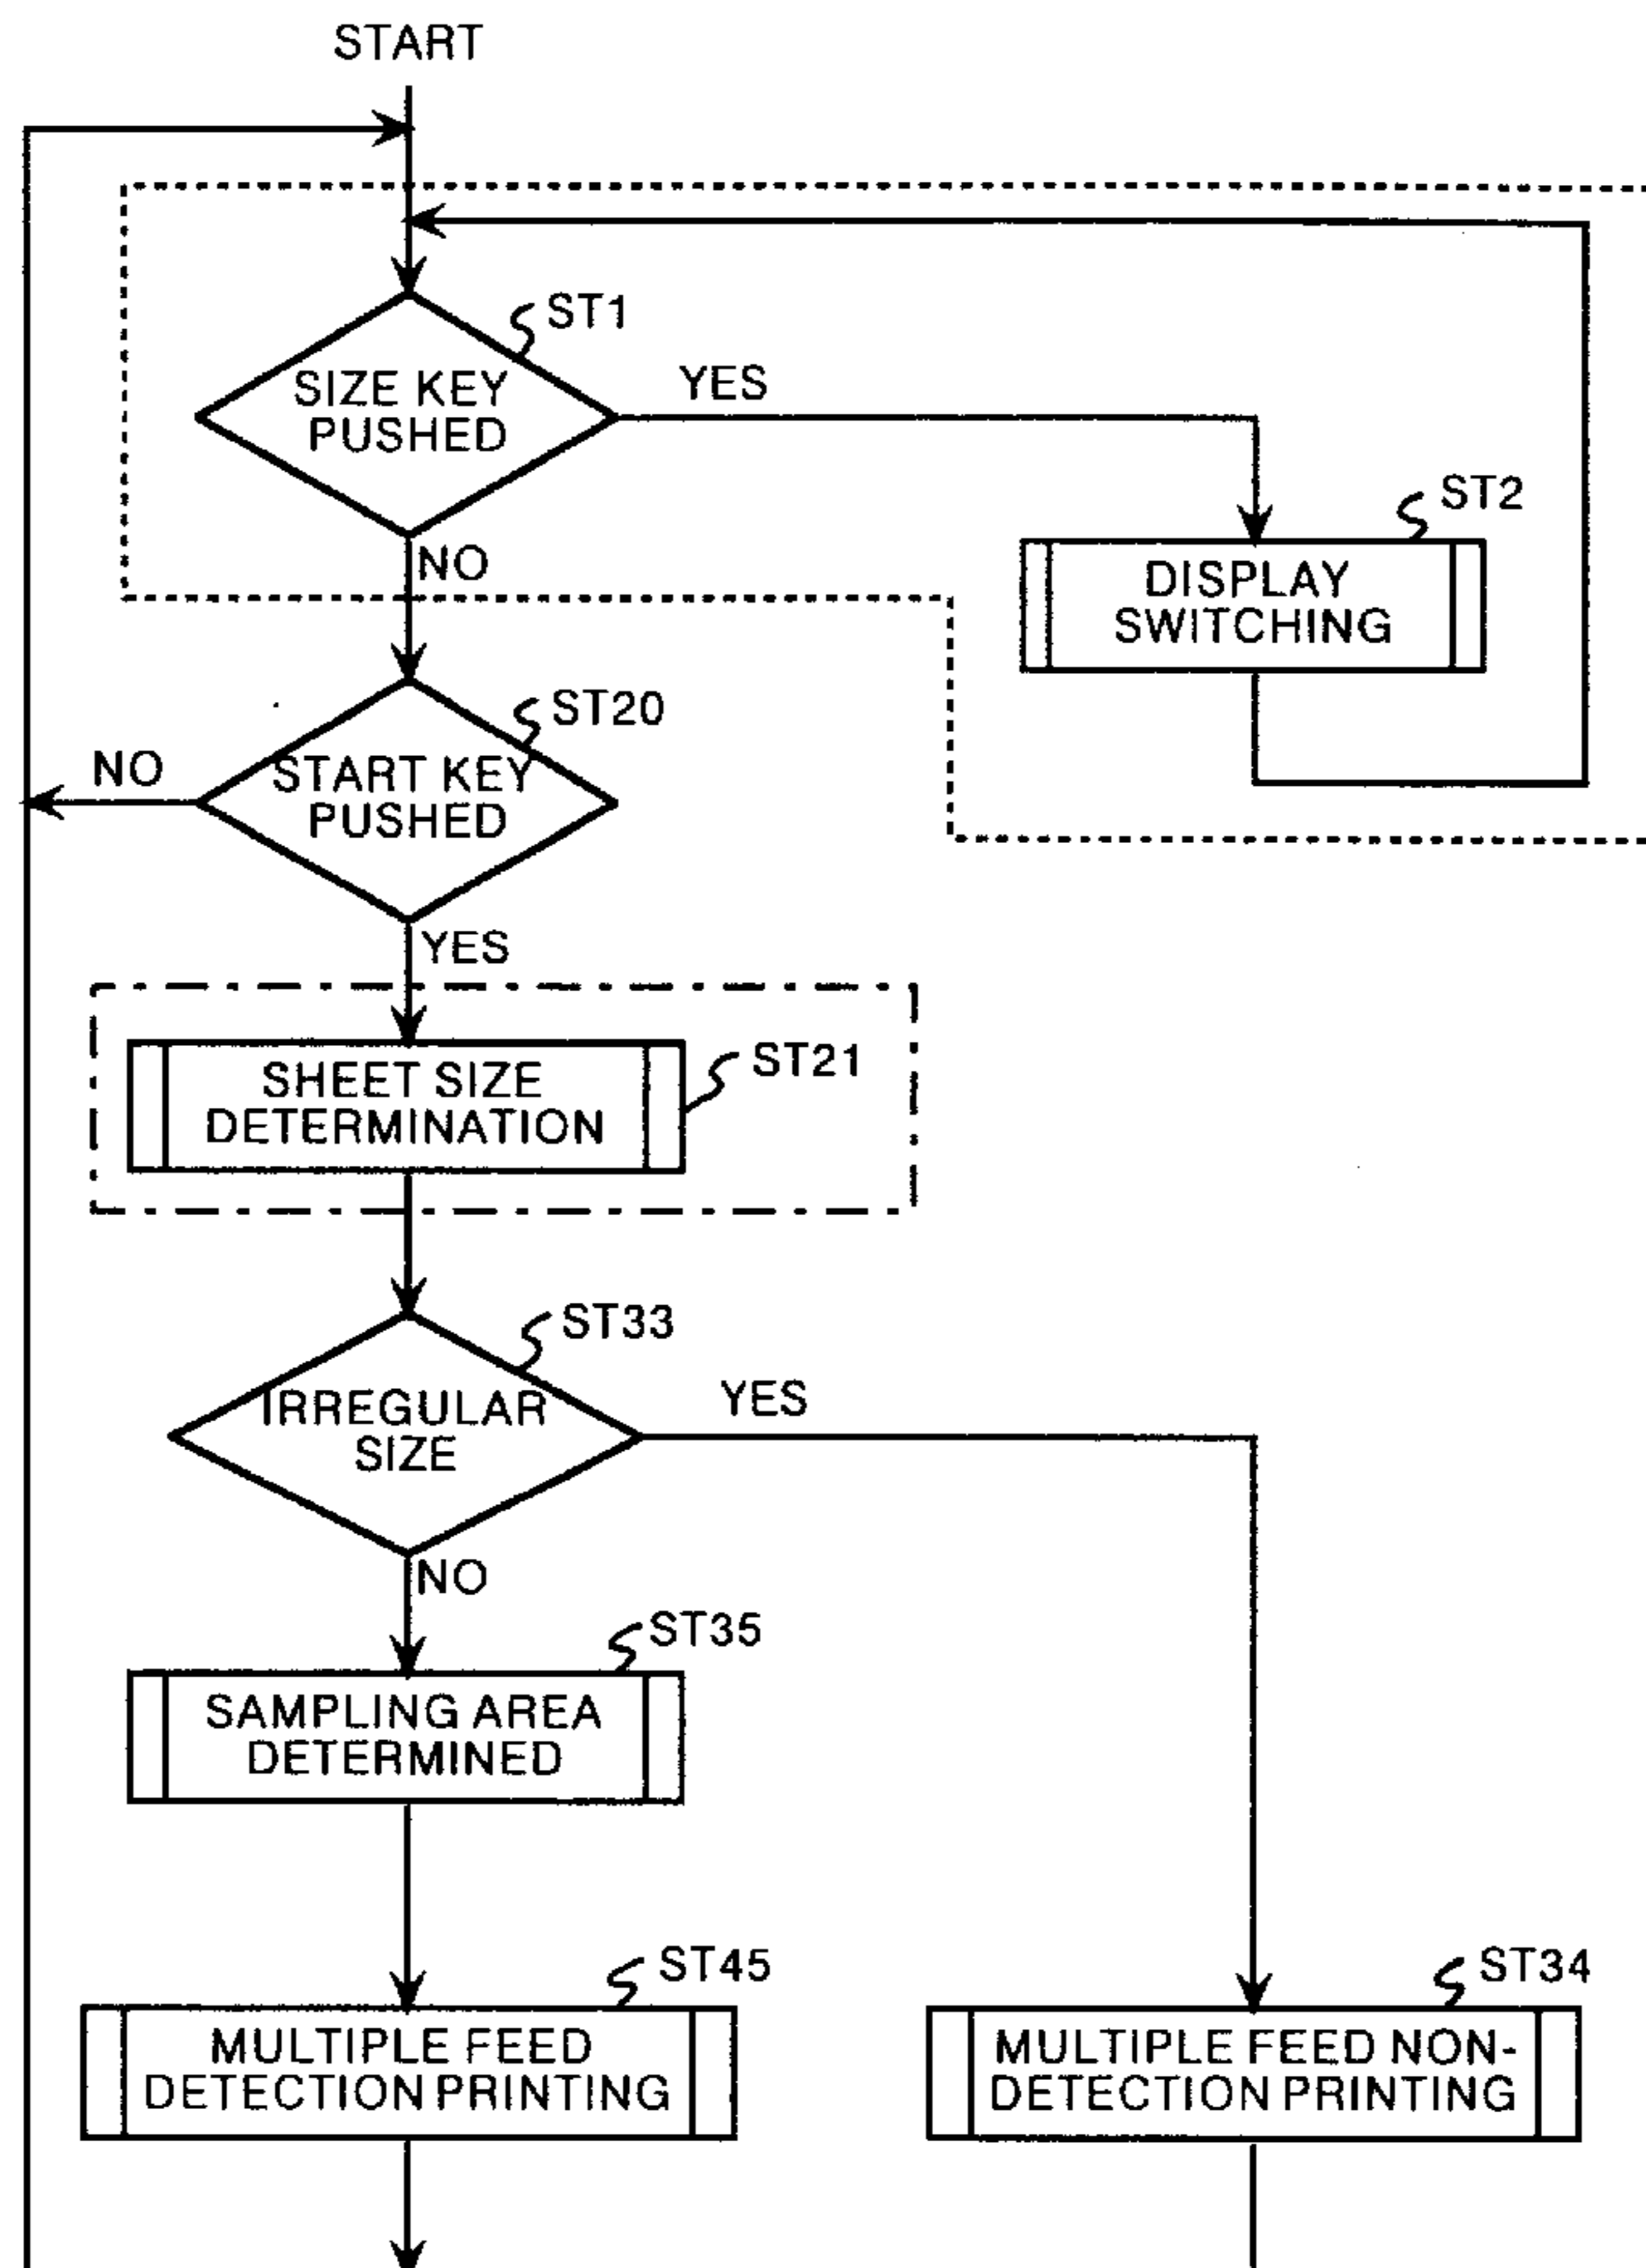 START
ST1
SIZE KEY
PUSHED
YES
NO
ST2
DISPLAY
SWITCHING
ST20
START KEY
PUSHED
NO
YES
ST21
SHEET SIZE
DETERMINATION
ST33
IRREGULAR
SIZE
YES
NO
ST35
SAMPLING AREA
DETERMINED
ST45
MULTIPLE FEED
DETECTION PRINTING
ST34
MULTIPLE FEED NON-
DETECTION PRINTING